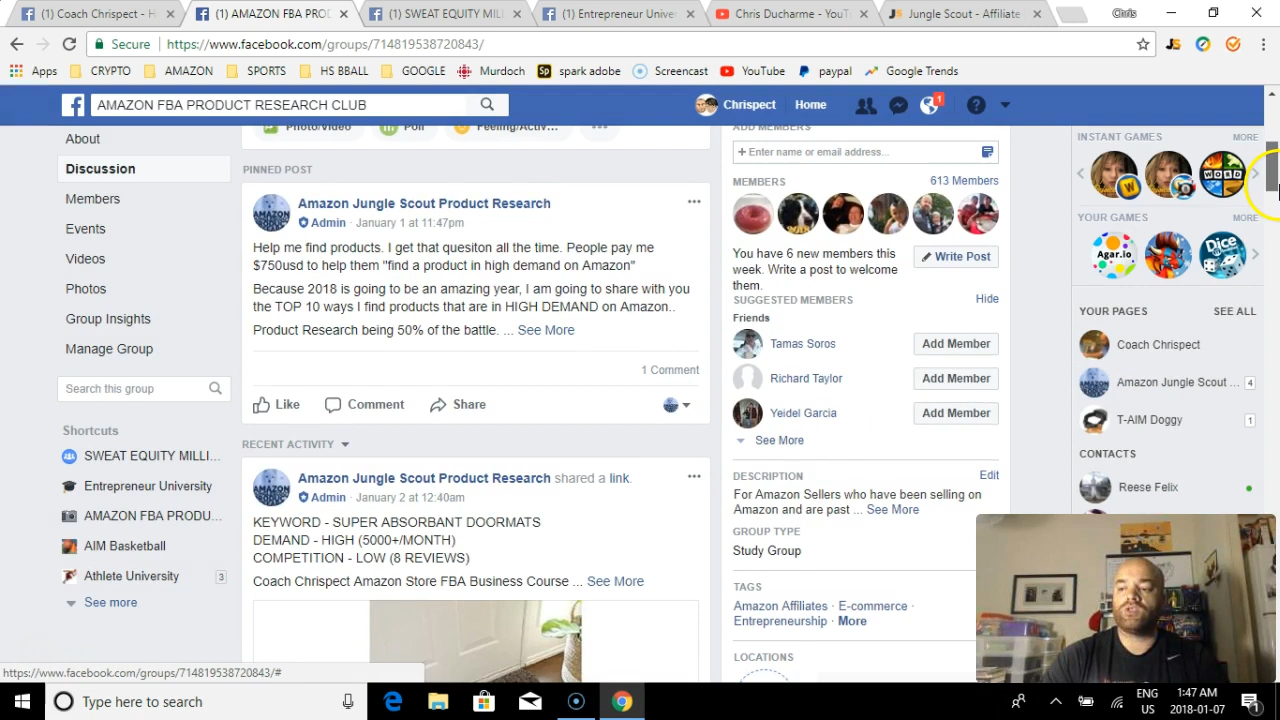 (1) Coach Chrispect - H
(1) AMAZON FBA PROD
(1) SWEAT EQUITY MILL
(1) Entrepreneur Univer
Chris Ducharme - YouT
Jungle Scout - Affiliate
Chris
Secure
https://www.facebook.com/groups/714819538720843/
Apps
CRYPTO
AMAZON
SPORTS
HS BBALL
GOOGLE
Murdoch
spark adobe
Screencast
YouTube
paypal
Google Trends
AMAZON FBA PRODUCT RESEARCH CLUB
Chrispect
Home
1
About
Discussion
Members
Events
Videos
Photos
Group Insights
Manage Group
Search this group
Shortcuts
SWEAT EQUITY MILLI...
Entrepreneur University
AMAZON FBA PRODU...
AIM Basketball
Athlete University
3
See more
https://www.facebook.com/groups/714819538720843/#
Photo/Video
Poll
Feeling/Activ...
PINNED POST
Amazon Jungle Scout Product Research
Admin · January 1 at 11:47pm
Help me find products. I get that quesiton all the time. People pay me
$750usd to help them "find a product in high demand on Amazon"
Because 2018 is going to be an amazing year, I am going to share with you
the TOP 10 ways I find products that are in HIGH DEMAND on Amazon..
Product Research being 50% of the battle. ... See More
1 Comment
Like
Comment
Share
RECENT ACTIVITY
Amazon Jungle Scout Product Research shared a link.
Admin · January 2 at 12:40am
KEYWORD - SUPER ABSORBANT DOORMATS
DEMAND - HIGH (5000+/MONTH)
COMPETITION - LOW (8 REVIEWS)
Coach Chrispect Amazon Store FBA Business Course ... See More
ADD MEMBERS
+ Enter name or email address...
MEMBERS
613 Members
You have 6 new members this
week. Write a post to welcome
them.
Write Post
SUGGESTED MEMBERS
Hide
Friends
Tamas Soros
Add Member
Richard Taylor
Add Member
Yeidel Garcia
Add Member
See More
DESCRIPTION
Edit
For Amazon Sellers who have been selling on
Amazon and are past ... See More
GROUP TYPE
Study Group
TAGS
Amazon Affiliates · E-commerce ·
Entrepreneurship · More
LOCATIONS
INSTANT GAMES
MORE
W
WORD
YOUR GAMES
MORE
Agar.io
Dice
YOUR PAGES
SEE ALL
Coach Chrispect
Amazon Jungle Scout ...
4
T-AIM Doggy
1
CONTACTS
Reese Felix
Type here to search
ENG
US
1:47 AM
2018-01-07
1